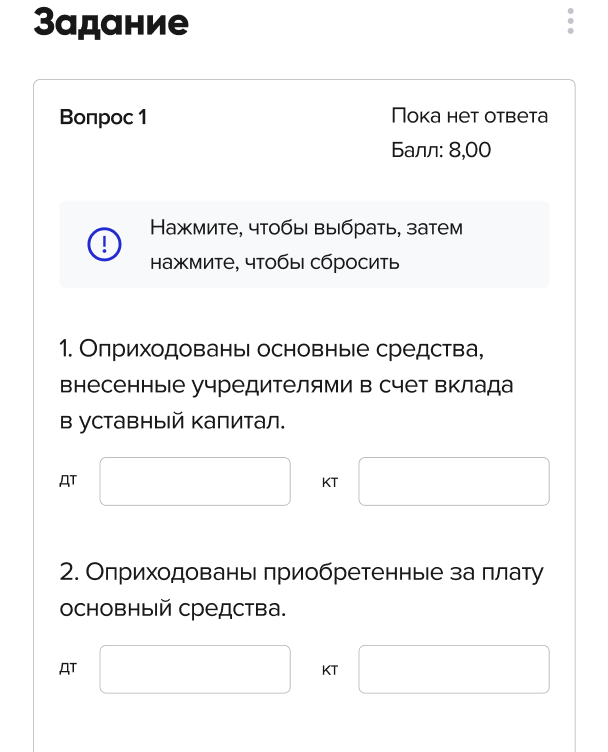 Задание
Вопрос 1
Пока нет ответа
Балл: 8,00
Нажмите, чтобы выбрать, затем
нажмите, чтобы сбросить
1. Оприходованы основные средства,
внесенные учредителями в счет вклада
в уставный капитал.
дт кт
2. Оприходованы приобретенные за плату
основный средства.
дт кт